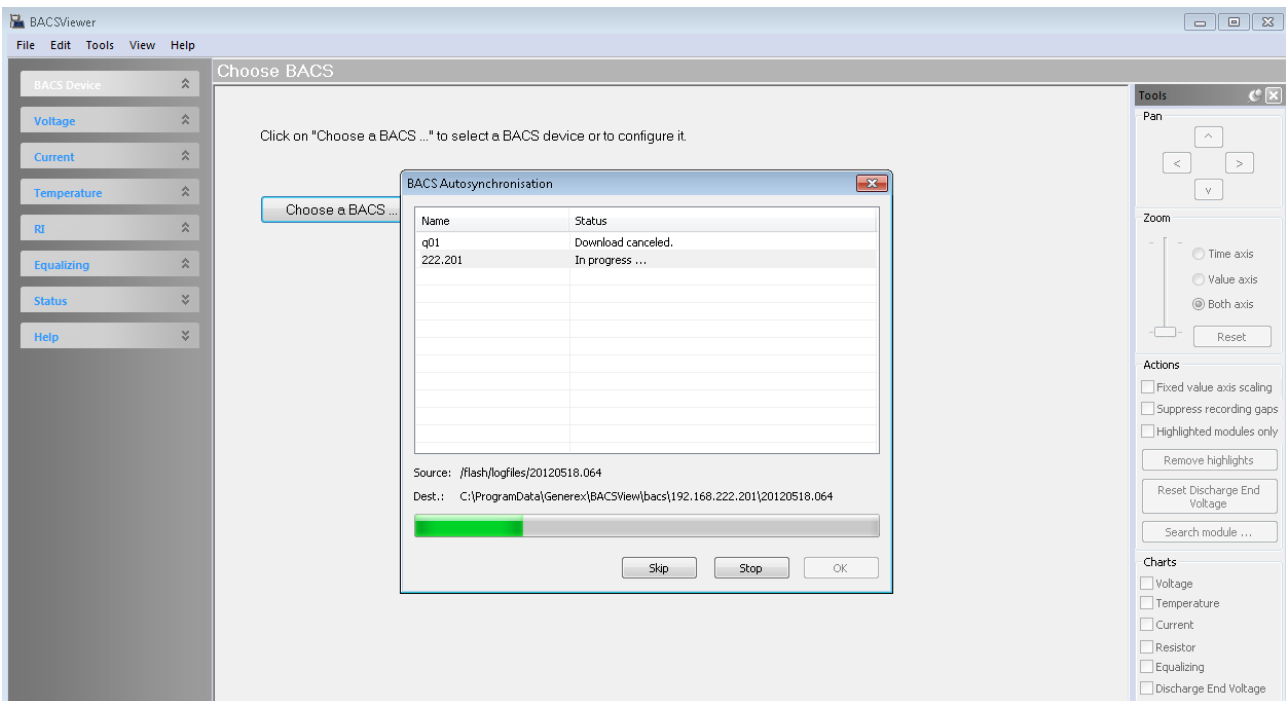 BACSViewer
File Edit Tools View Help
BACS Device
Voltage
Current
Temperature
RI
Equalizing
Status
Help
Choose BACS
Click on "Choose a BACS ..." to select a BACS device or to configure it.
Choose a BACS ...
BACS Autosynchronisation
Name Status
q01 Download canceled.
222.201 In progress ...
Source: /flash/logfiles/20120518.064
Dest.: C:\ProgramData\Generex\BACSView\bacs\192.168.222.201\20120518.064
Skip Stop OK
Tools
Pan
^
< >
v
Zoom
Time axis
Value axis
Both axis
Reset
Actions
Fixed value axis scaling
Suppress recording gaps
Highlighted modules only
Remove highlights
Reset Discharge End
Voltage
Search module ...
Charts
Voltage
Temperature
Current
Resistor
Equalizing
Discharge End Voltage